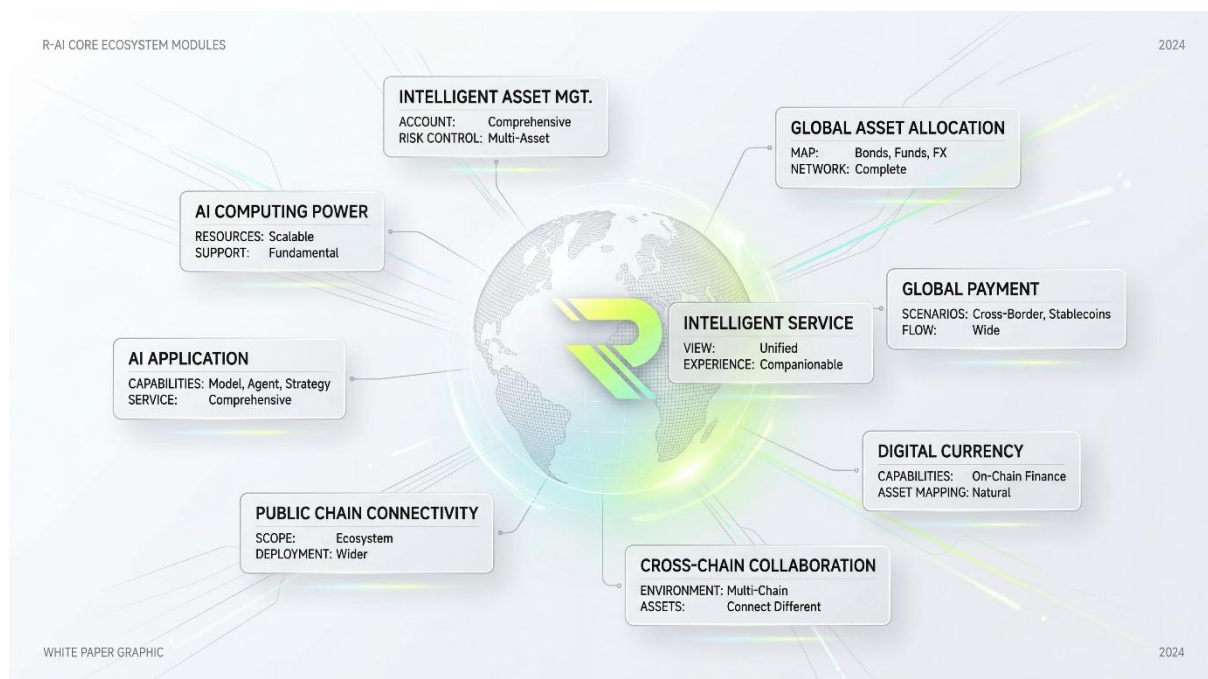 R-AI CORE ECOSYSTEM MODULES
2024
INTELLIGENT ASSET MGT.
ACCOUNT: Comprehensive
RISK CONTROL: Multi-Asset
GLOBAL ASSET ALLOCATION
MAP: Bonds, Funds, FX
NETWORK: Complete
AI COMPUTING POWER
RESOURCES: Scalable
SUPPORT: Fundamental
GLOBAL PAYMENT
SCENARIOS: Cross-Border, Stablecoins
FLOW: Wide
R
INTELLIGENT SERVICE
VIEW: Unified
EXPERIENCE: Companionable
AI APPLICATION
CAPABILITIES: Model, Agent, Strategy
SERVICE: Comprehensive
DIGITAL CURRENCY
CAPABILITIES: On-Chain Finance
ASSET MAPPING: Natural
PUBLIC CHAIN CONNECTIVITY
SCOPE: Ecosystem
DEPLOYMENT: Wider
CROSS-CHAIN COLLABORATION
ENVIRONMENT: Multi-Chain
ASSETS: Connect Different
WHITE PAPER GRAPHIC
2024